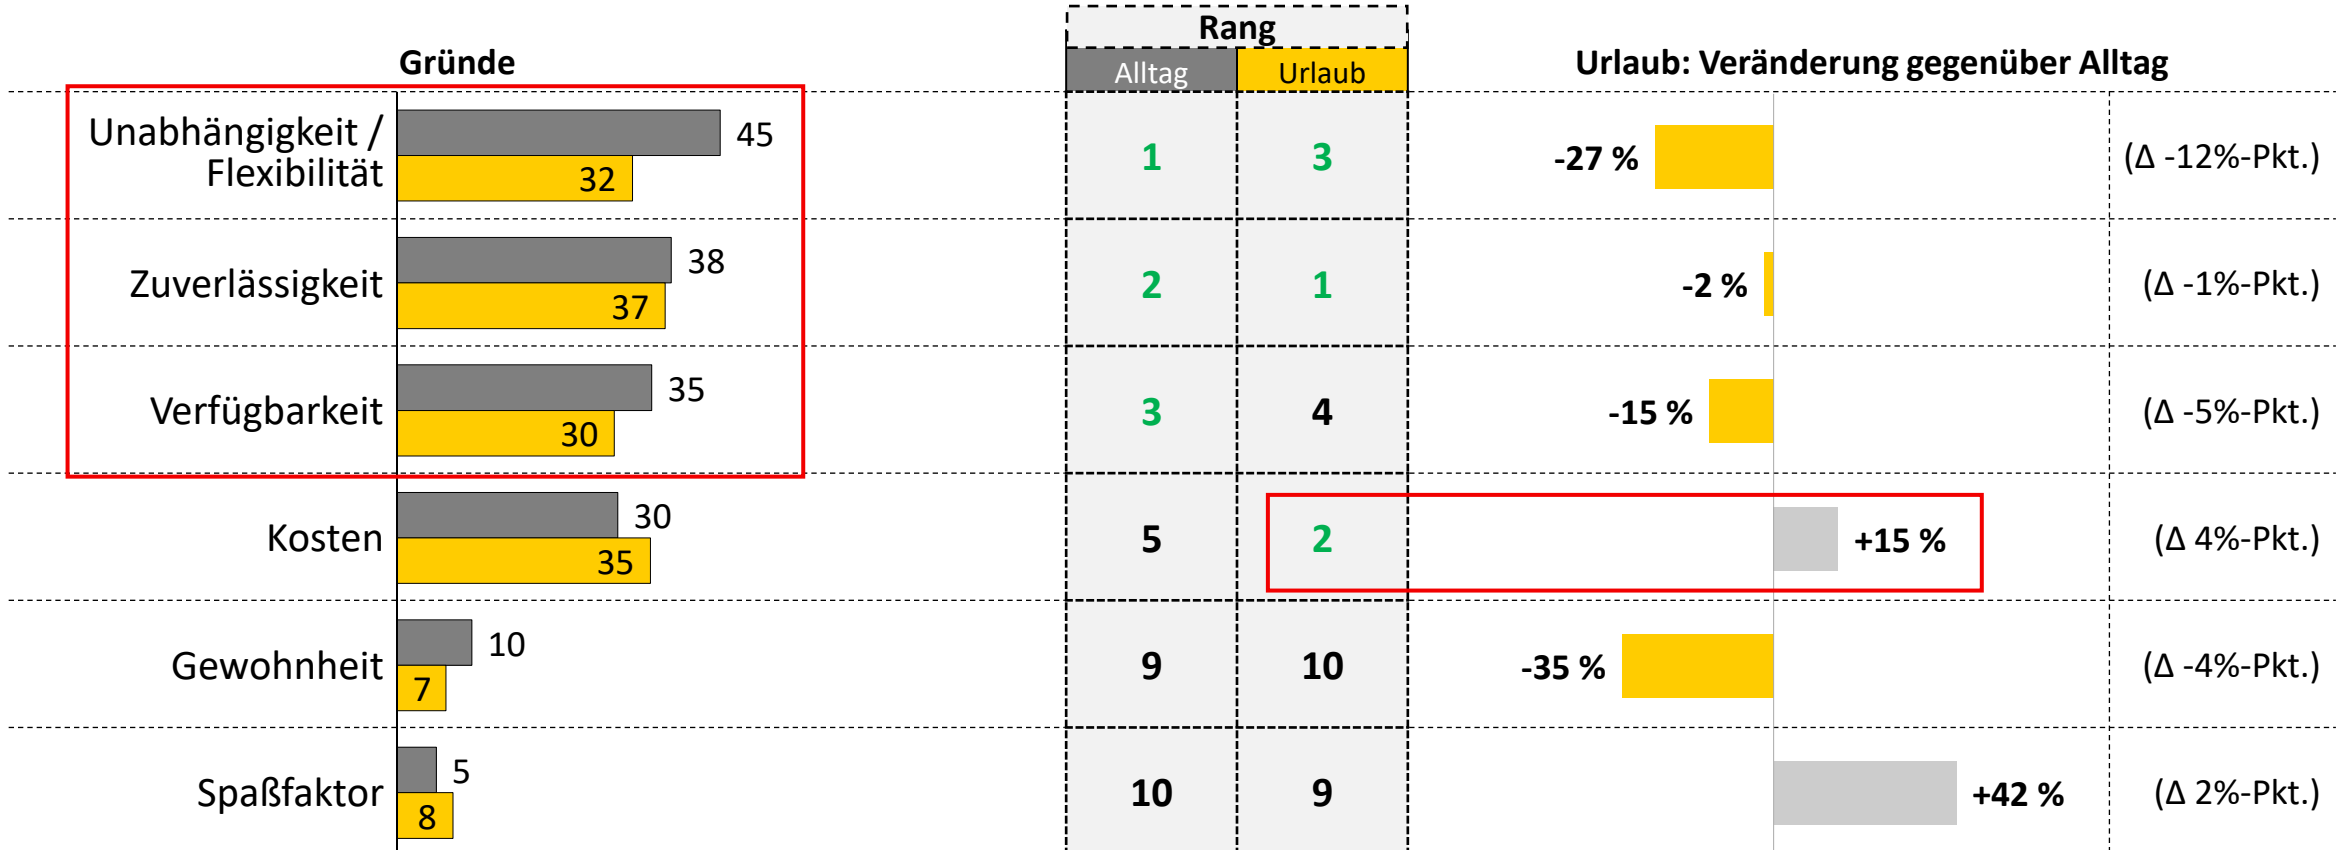 Rang
Gründe
Alltag
Urlaub
Urlaub: Veränderung gegenüber Alltag
Unabhängigkeit /
Flexibilität
45
32
1
3
-27 %
(Δ -12%-Pkt.)
Zuverlässigkeit
38
37
2
1
-2 %
(Δ -1%-Pkt.)
Verfügbarkeit
35
30
3
4
-15 %
(Δ -5%-Pkt.)
Kosten
30
35
5
2
+15 %
(Δ 4%-Pkt.)
Gewohnheit
10
7
9
10
-35 %
(Δ -4%-Pkt.)
Spaßfaktor
5
8
10
9
+42 %
(Δ 2%-Pkt.)